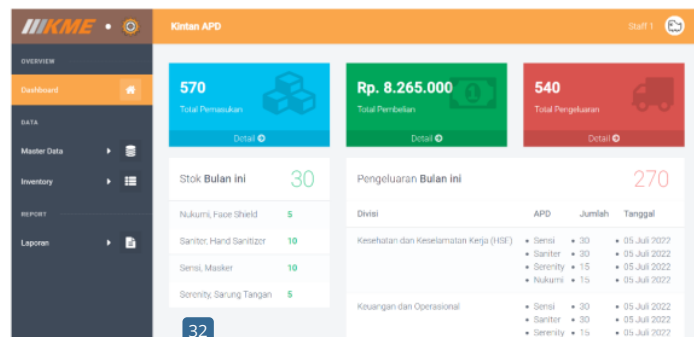 KME
Kintan APD
Staff 1
OVERVIEW
Dashboard
DATA
Master Data
Inventory
REPORT
Laporan
570
Total Pemasukan
Detail
Rp. 8.265.000
Total Pembelian
Detail
540
Total Pengeluaran
Detail
Stok Bulan ini 30
Nukumi, Face Shield 5
Saniter, Hand Sanitizer 10
Sensi, Masker 10
Serenity, Sarung Tangan 5
Pengeluaran Bulan ini 270
Divisi APD Jumlah Tanggal
Kesehatan dan Keselamatan Kerja (HSE) • Sensi • 30 • 05 Juli 2022
• Saniter • 30 • 05 Juli 2022
• Serenity • 15 • 05 Juli 2022
• Nukumi • 15 • 05 Juli 2022
Keuangan dan Operasional • Sensi • 30 • 05 Juli 2022
• Saniter • 30 • 05 Juli 2022
• Serenity • 15 • 05 Juli 2022
32